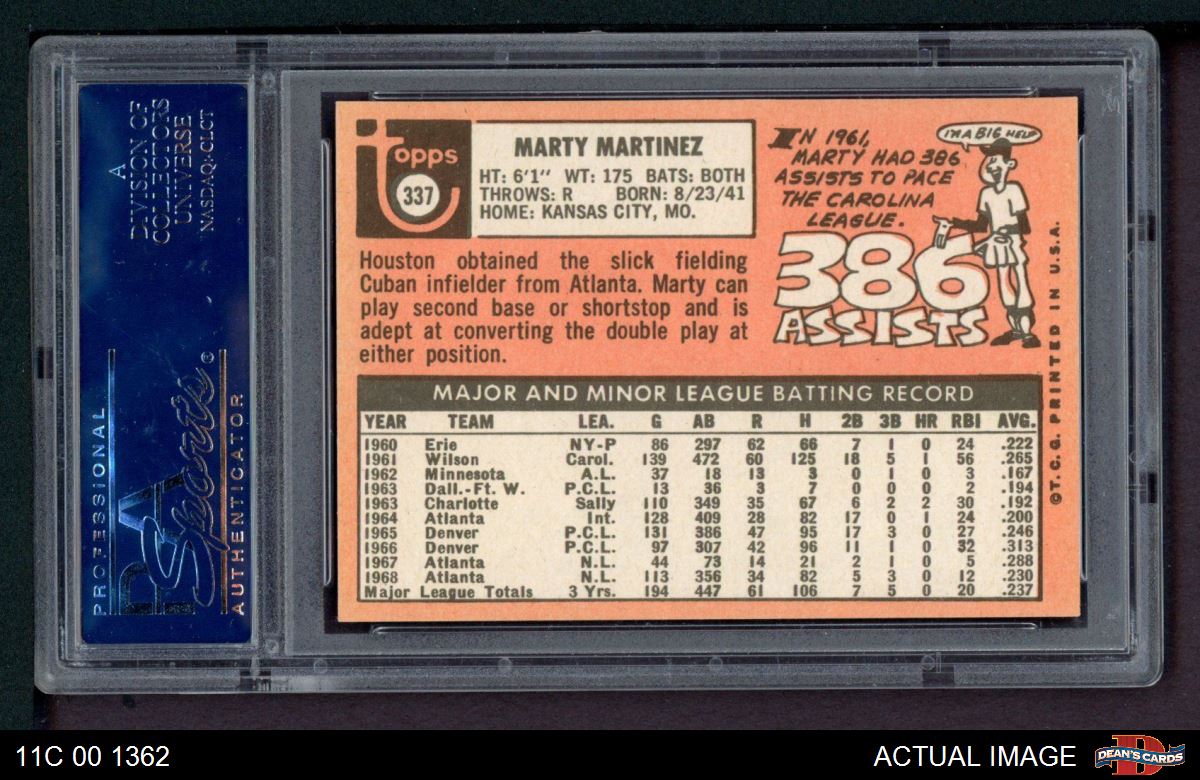 A
DIVISION OF
COLLECTORS
UNIVERSE
NASDAQ: CLCT
PROFESSIONAL
PSA
Sports®
AUTHENTICATOR
Topps
337
MARTY MARTINEZ
HT: 6'1" WT: 175 BATS: BOTH
THROWS: R BORN: 8/23/41
HOME: KANSAS CITY, MO.
Houston obtained the slick fielding
Cuban infielder from Atlanta. Marty can
play second base or shortstop and is
adept at converting the double play at
either position.
IN 1961,
MARTY HAD 386
ASSISTS TO PACE
THE CAROLINA
LEAGUE.
I'M A BIG HELP
386
ASSISTS
MAJOR AND MINOR LEAGUE BATTING RECORD
YEAR TEAM LEA. G AB R H 2B 3B HR RBI AVG.
1960 Erie NY-P 86 297 62 66 7 1 0 24 .222
1961 Wilson Carol. 139 472 60 125 18 5 1 56 .265
1962 Minnesota A.L. 37 18 13 3 0 1 0 3 .167
1963 Dall.-Ft. W. P.C.L. 13 36 3 7 0 0 0 2 .194
1963 Charlotte Sally 110 349 35 67 6 2 2 30 .192
1964 Atlanta Int. 128 409 28 82 17 0 1 24 .200
1965 Denver P.C.L. 131 386 47 95 17 3 0 27 .246
1966 Denver P.C.L. 97 307 42 96 11 1 0 32 .313
1967 Atlanta N.L. 44 73 14 21 2 1 0 5 .288
1968 Atlanta N.L. 113 356 34 82 5 3 0 12 .230
Major League Totals 3 Yrs. 194 447 61 106 7 5 0 20 .237
©T.C.G. PRINTED IN U.S.A.
11C 00 1362
ACTUAL IMAGE
D
DEAN'S CARDS